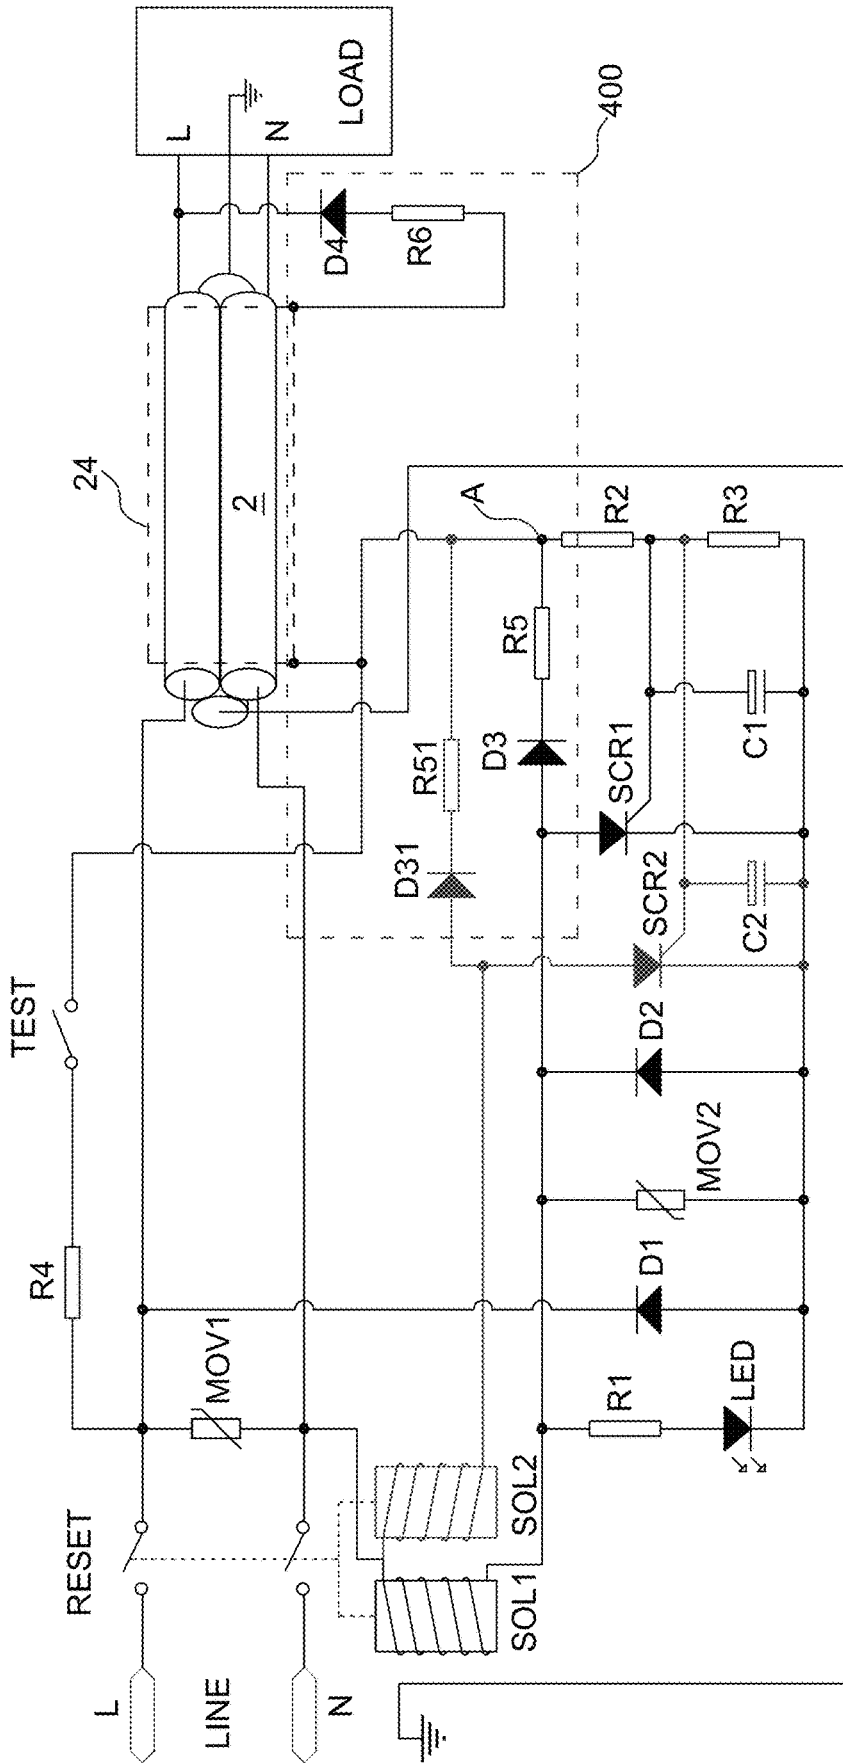 L
LINE
N
RESET
SOL1
SOL2
R4
MOV1
TEST
24
2
L
N
LOAD
400
D4
R6
A
R2
R3
R5
D3
R51
D31
SCR1
SCR2
C1
C2
D2
MOV2
D1
R1
LED